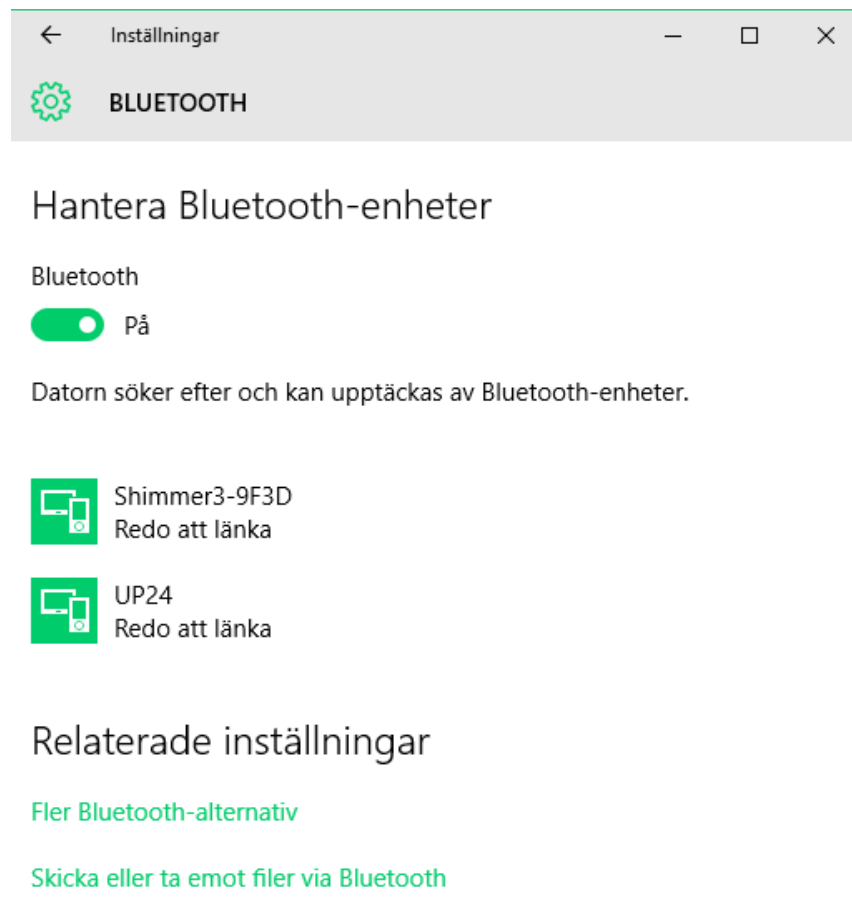 Inställningar
BLUETOOTH
Hantera Bluetooth-enheter
Bluetooth
På
Datorn söker efter och kan upptäckas av Bluetooth-enheter.
Shimmer3-9F3D
Redo att länka
UP24
Redo att länka
Relaterade inställningar
Fler Bluetooth-alternativ
Skicka eller ta emot filer via Bluetooth